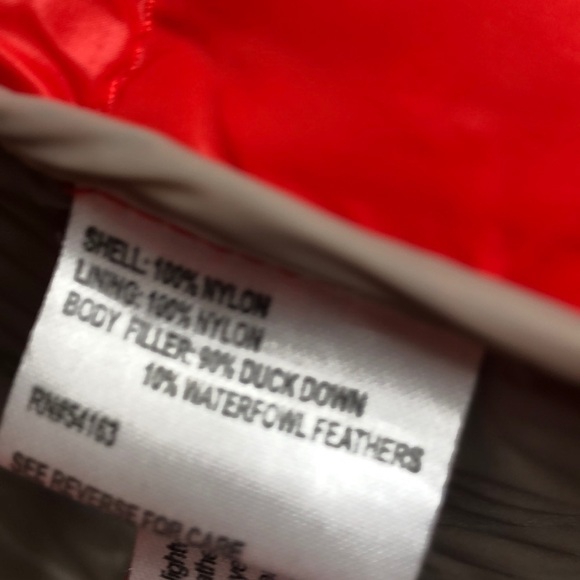 SHELL: 100% NYLON
LINING: 100% NYLON
BODY FILLER: 90% DUCK DOWN
10% WATERFOWL FEATHERS
RN#54163
SEE REVERSE FOR CARE